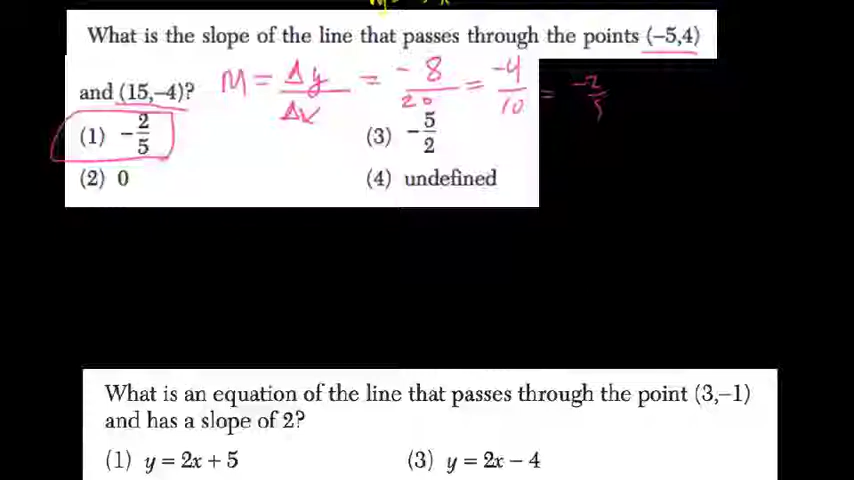 What is the slope of the line that passes through the points (−5,4)
and (15,−4)? M = Δy/Δx = -8/20 = -4/10 = -2/5
(1) −2/5 (3) −5/2
(2) 0 (4) undefined
What is an equation of the line that passes through the point (3,−1)
and has a slope of 2?
(1) y = 2x + 5 (3) y = 2x − 4